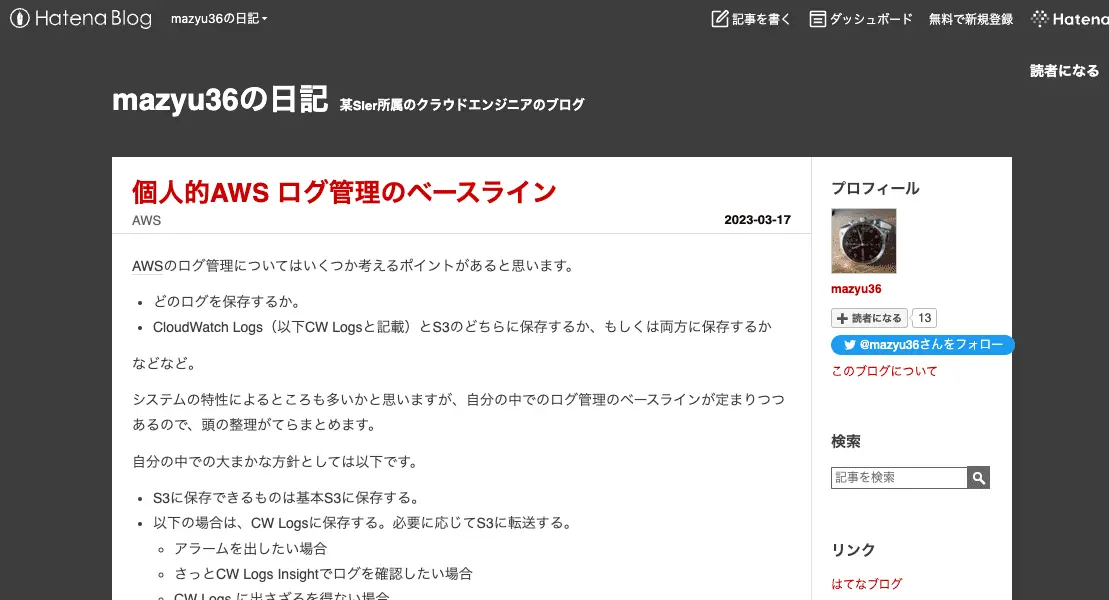 Hatena Blog mazyu36の日記 記事を書く ダッシュボード 無料で新規登録 Hatena
読者になる
mazyu36の日記 某SIer所属のクラウドエンジニアのブログ
個人的AWS ログ管理のベースライン
AWS 2023-03-17
AWSのログ管理についてはいくつか考えるポイントがあると思います。
どのログを保存するか。
CloudWatch Logs（以下CW Logsと記載）とS3のどちらに保存するか、もしくは両方に保存するか
などなど。
システムの特性によるところも多いかと思いますが、自分の中でのログ管理のベースラインが定まりつつ
あるので、頭の整理がてらまとめます。
自分の中での大まかな方針としては以下です。
S3に保存できるものは基本S3に保存する。
以下の場合は、CW Logsに保存する。必要に応じてS3に転送する。
アラームを出したい場合
さっとCW Logs Insightでログを確認したい場合
CW Logs に出さざるを得ない場合
プロフィール
mazyu36
読者になる 13
@mazyu36さんをフォロー
このブログについて
検索
記事を検索
リンク
はてなブログ